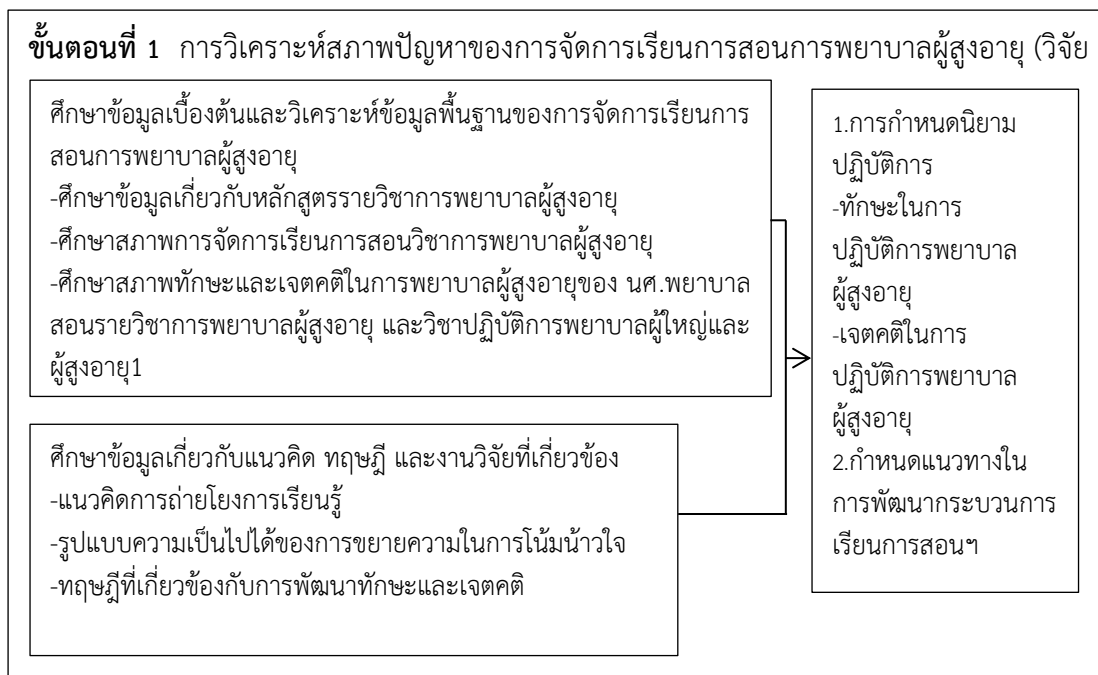 ขั้นตอนที่ 1 การวิเคราะห์สภาพปัญหาของการจัดการเรียนการสอนการพยาบาลผู้สูงอายุ (วิจัย
ศึกษาข้อมูลเบื้องต้นและวิเคราะห์ข้อมูลพื้นฐานของการจัดการเรียนการ
สอนการพยาบาลผู้สูงอายุ
-ศึกษาข้อมูลเกี่ยวกับหลักสูตรรายวิชาการพยาบาลผู้สูงอายุ
-ศึกษาสภาพการจัดการเรียนการสอนวิชาการพยาบาลผู้สูงอายุ
-ศึกษาสภาพทักษะและเจตคติในการพยาบาลผู้สูงอายุของ นศ.พยาบาล
สอนรายวิชาการพยาบาลผู้สูงอายุ และวิชาปฏิบัติการพยาบาลผู้ใหญ่และ
ผู้สูงอายุ1
ศึกษาข้อมูลเกี่ยวกับแนวคิด ทฤษฎี และงานวิจัยที่เกี่ยวข้อง
-แนวคิดการถ่ายโยงการเรียนรู้
-รูปแบบความเป็นไปได้ของการขยายความในการโน้มน้าวใจ
-ทฤษฎีที่เกี่ยวข้องกับการพัฒนาทักษะและเจตคติ
1.การกำหนดนิยาม
ปฏิบัติการ
-ทักษะในการ
ปฏิบัติการพยาบาล
ผู้สูงอายุ
-เจตคติในการ
ปฏิบัติการพยาบาล
ผู้สูงอายุ
2.กำหนดแนวทางใน
การพัฒนากระบวนการ
เรียนการสอนฯ